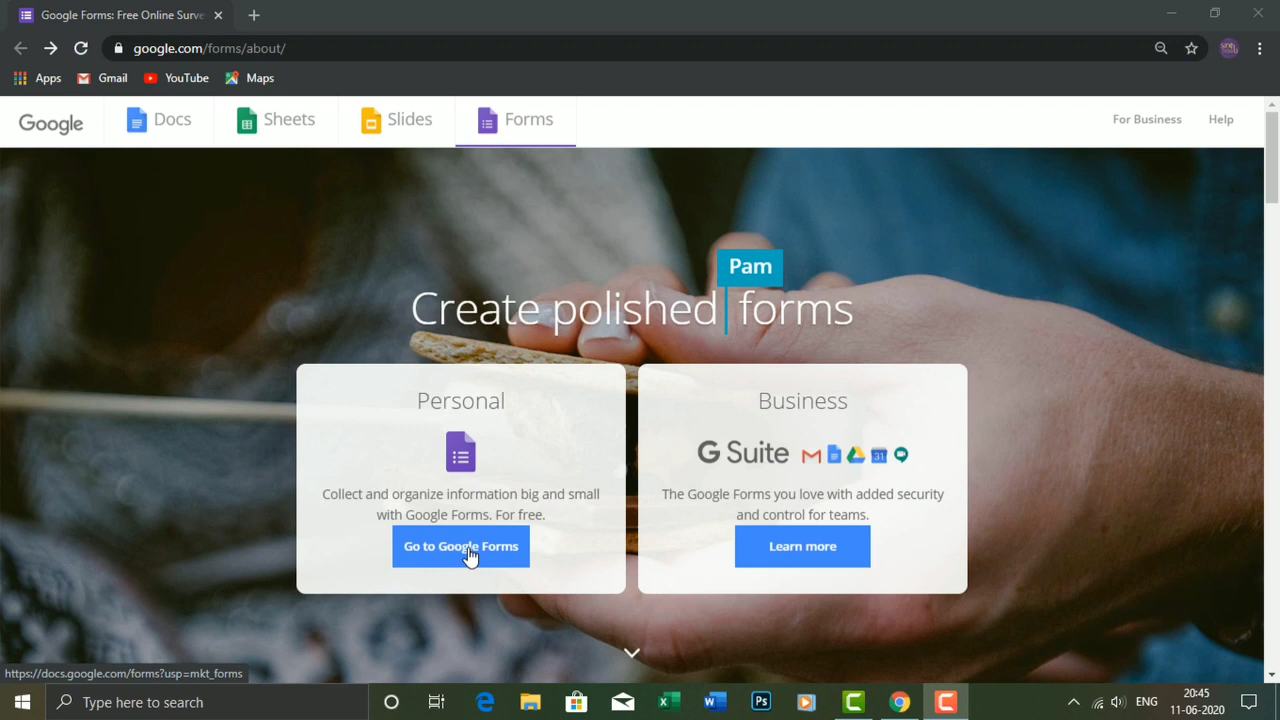 Google Forms: Free Online Surve
google.com/forms/about/
Apps
Gmail
YouTube
Maps
Google
Docs
Sheets
Slides
Forms
For Business
Help
Pam
Create polished forms
Personal
Collect and organize information big and small
with Google Forms. For free.
Go to Google Forms
Business
G Suite
31
The Google Forms you love with added security
and control for teams.
Learn more
https://docs.google.com/forms?usp=mkt_forms
Type here to search
ENG
20:45
11-06-2020